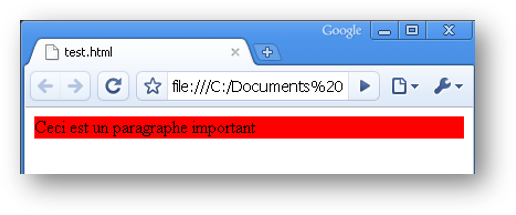 Google
test.html
file:///C:/Documents%20
Ceci est un paragraphe important